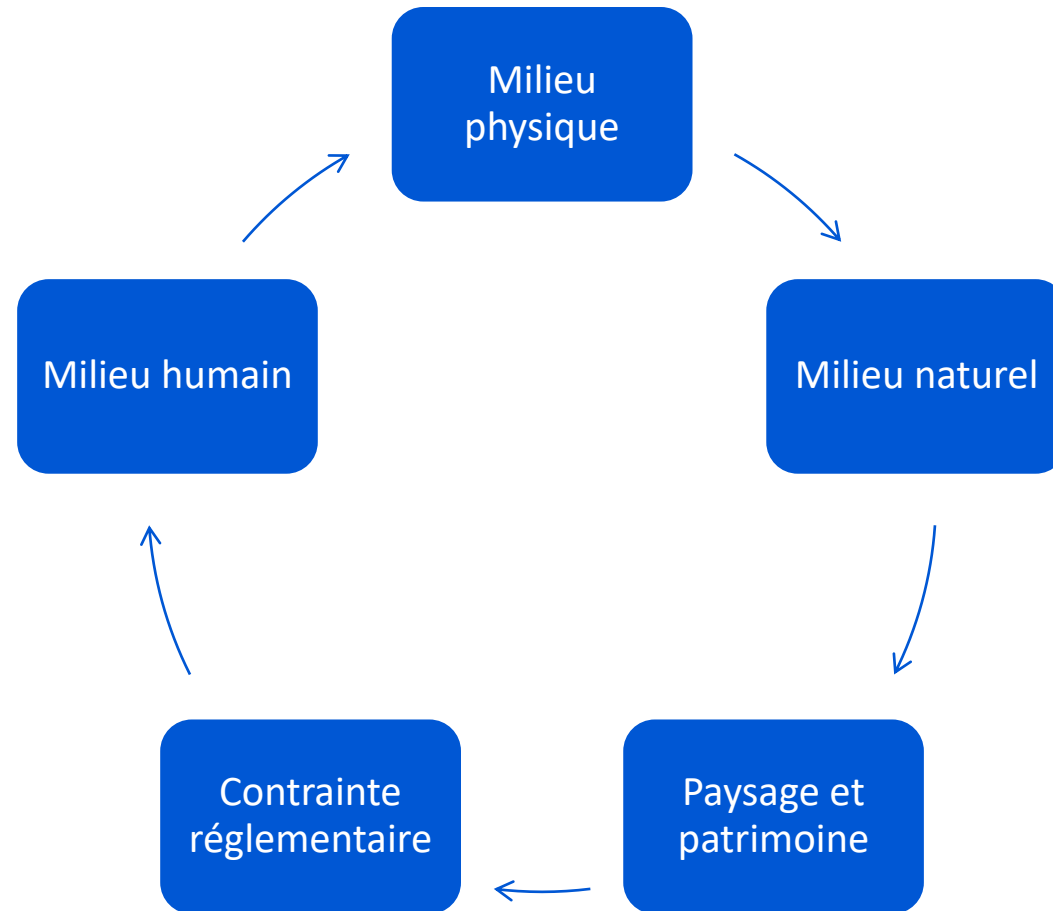 Milieu
physique
Milieu humain
Milieu naturel
Contrainte
réglementaire
Paysage et
patrimoine